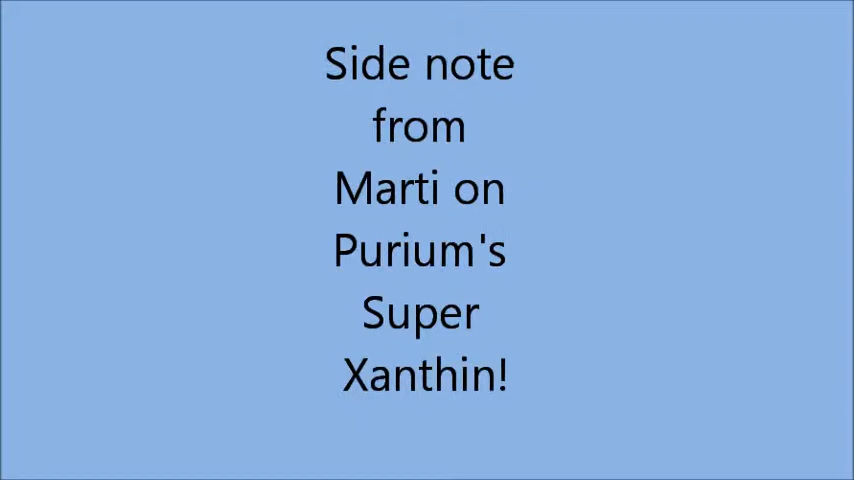 Side note
from
Marti on
Purium's
Super
Xanthin!